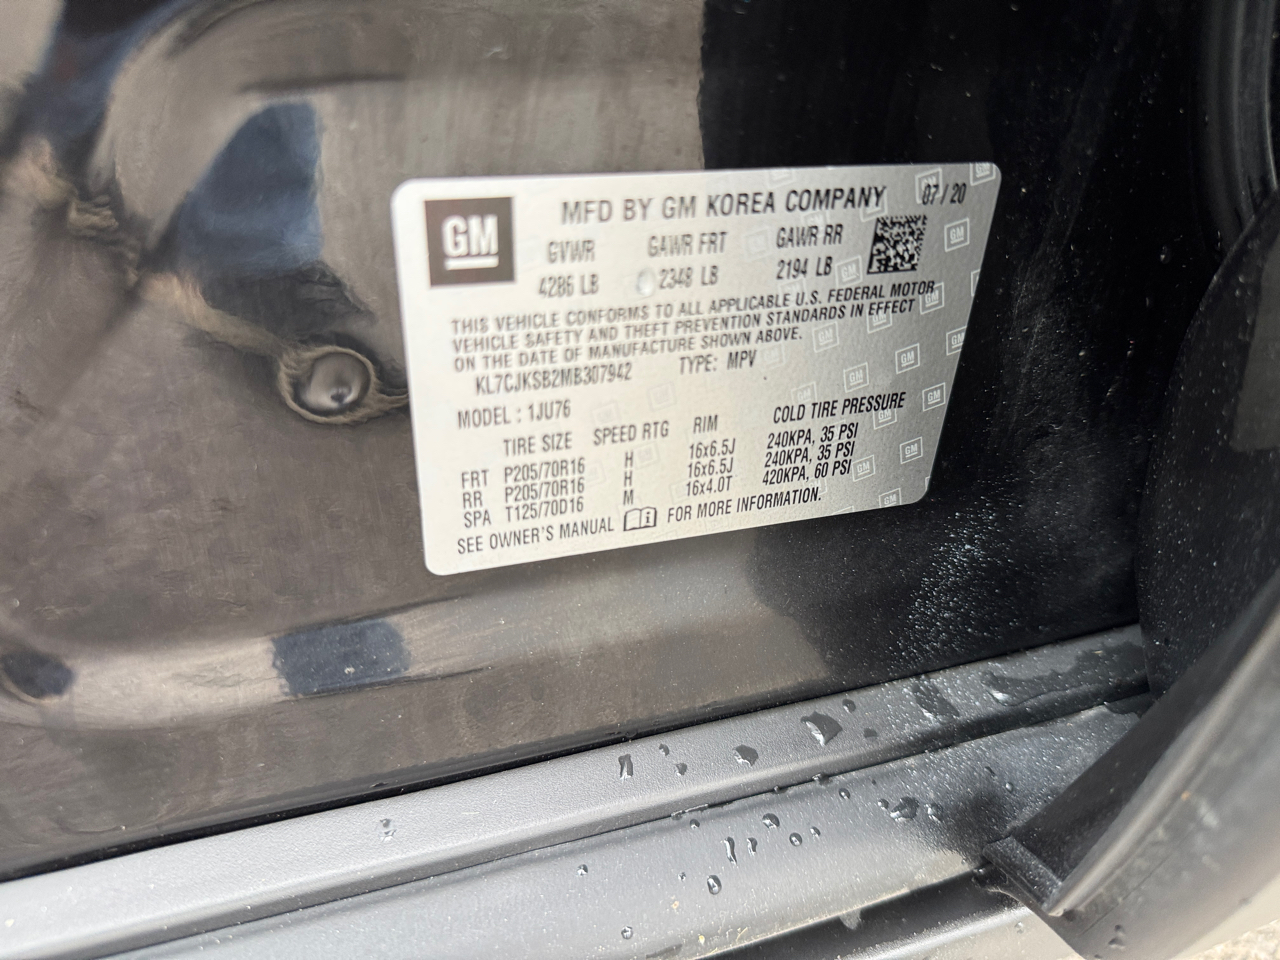 GM MFD BY GM KOREA COMPANY 07 / 20
GVWR GAWR FRT GAWR RR
4286 LB 2348 LB 2194 LB
THIS VEHICLE CONFORMS TO ALL APPLICABLE U.S. FEDERAL MOTOR
VEHICLE SAFETY AND THEFT PREVENTION STANDARDS IN EFFECT
ON THE DATE OF MANUFACTURE SHOWN ABOVE.
KL7CJKSB2MB307942 TYPE: MPV
MODEL : 1JU76
TIRE SIZE SPEED RTG RIM COLD TIRE PRESSURE
FRT P205/70R16 H 16x6.5J 240KPA, 35 PSI
RR P205/70R16 H 16x6.5J 240KPA, 35 PSI
SPA T125/70D16 M 16x4.0T 420KPA, 60 PSI
SEE OWNER'S MANUAL FOR MORE INFORMATION.